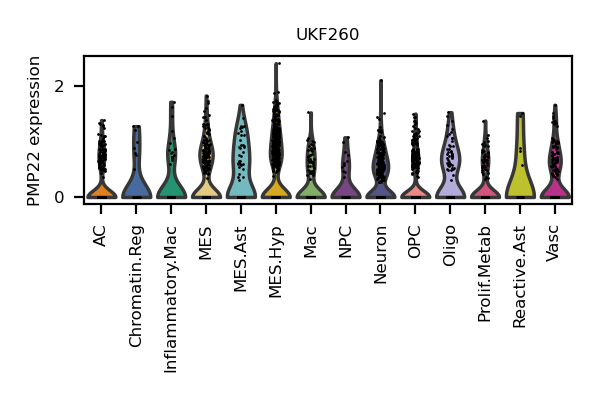 UKF260
PMP22 expression
2
0
AC
Chromatin.Reg
Inflammatory.Mac
MES
MES.Ast
MES.Hyp
Mac
NPC
Neuron
OPC
Oligo
Prolif.Metab
Reactive.Ast
Vasc